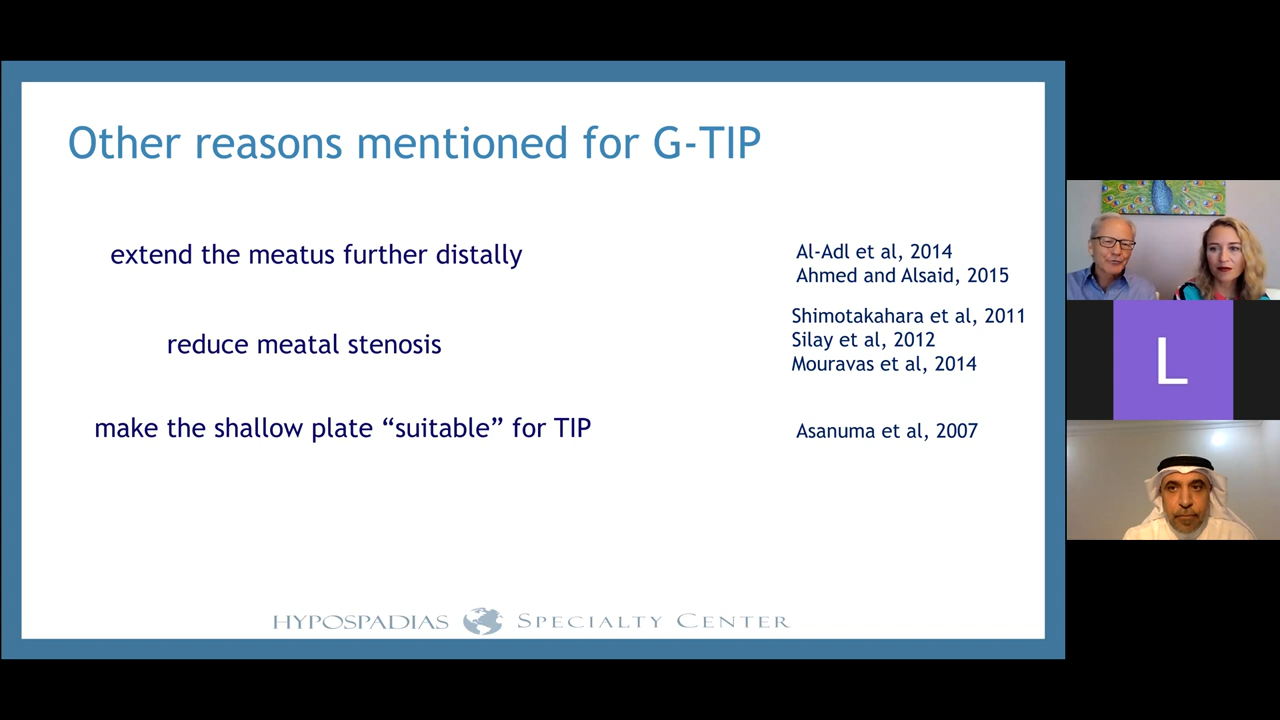 Other reasons mentioned for G-TIP
extend the meatus further distally
Al-Adl et al, 2014
Ahmed and Alsaid, 2015
reduce meatal stenosis
Shimotakahara et al, 2011
Silay et al, 2012
Mouravas et al, 2014
make the shallow plate “suitable” for TIP
Asanuma et al, 2007
HYPOSPADIAS SPECIALTY CENTER
L